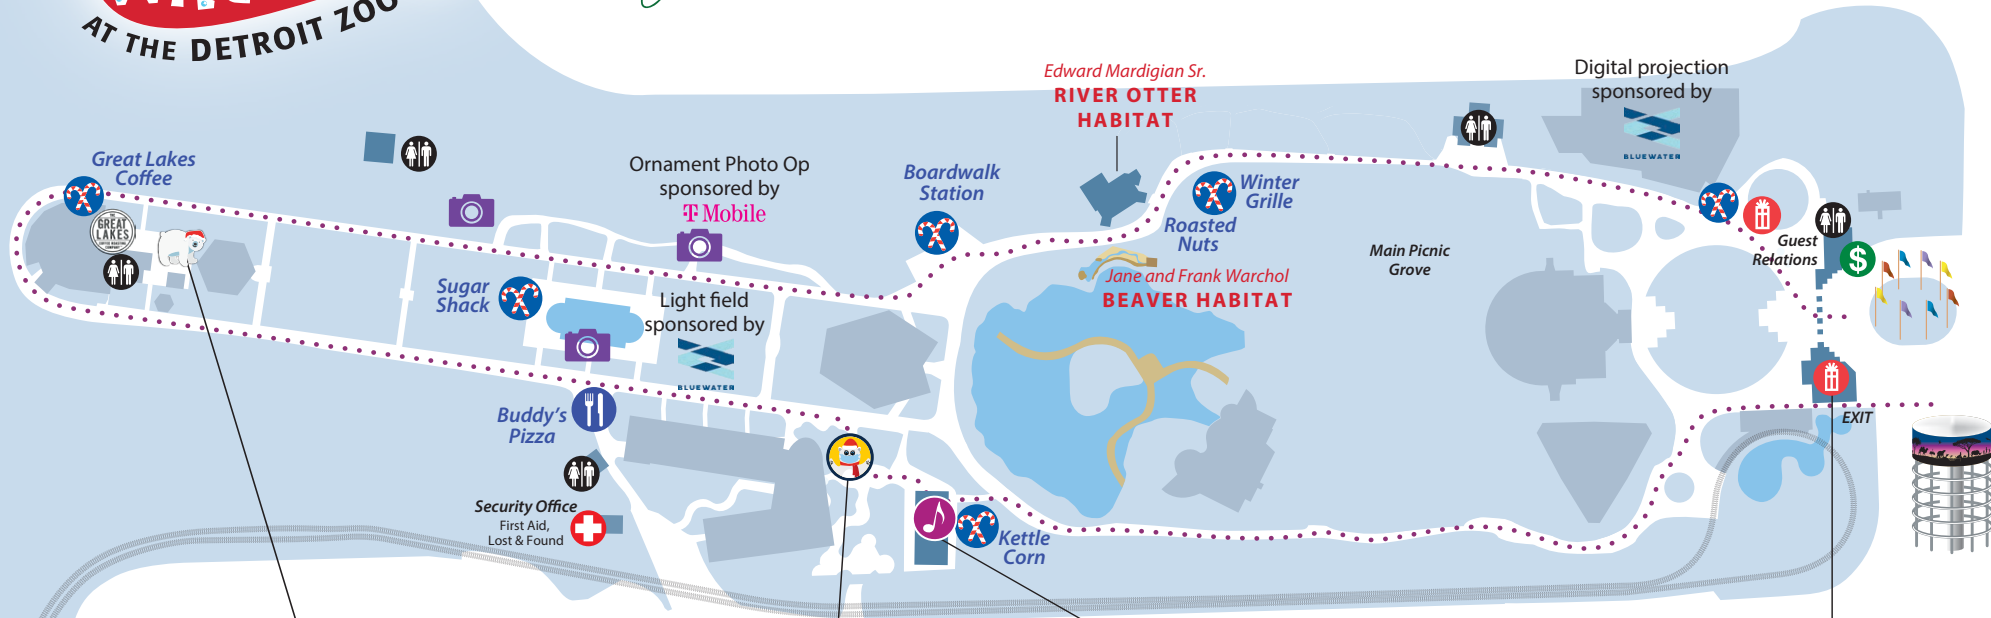 AT THE DETROIT ZOO
Great Lakes
Coffee
THE
GREAT
LAKES
Ornament Photo Op
sponsored by
T Mobile
Sugar
Shack
Light field
sponsored by
BLUEWATER
Buddy's
Pizza
Security Office
First Aid,
Lost & Found
Boardwalk
Station
Edward Mardigian Sr.
RIVER OTTER
HABITAT
Winter
Grille
Roasted
Nuts
Jane and Frank Warchol
BEAVER HABITAT
Main Picnic
Grove
Kettle
Corn
Digital projection
sponsored by
BLUEWATER
Guest
Relations
$
EXIT